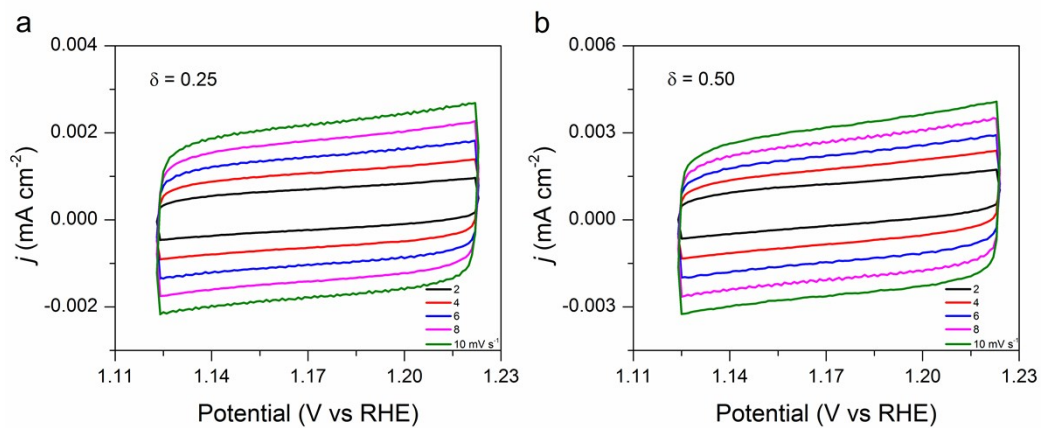 a
δ = 0.25
0.004
0.002
0.000
-0.002
j (mA cm⁻²)
1.11
1.14
1.17
1.20
1.23
Potential (V vs RHE)
2
4
6
8
10 mV s⁻¹
b
δ = 0.50
0.006
0.003
0.000
-0.003
j (mA cm⁻²)
1.11
1.14
1.17
1.20
1.23
Potential (V vs RHE)
2
4
6
8
10 mV s⁻¹